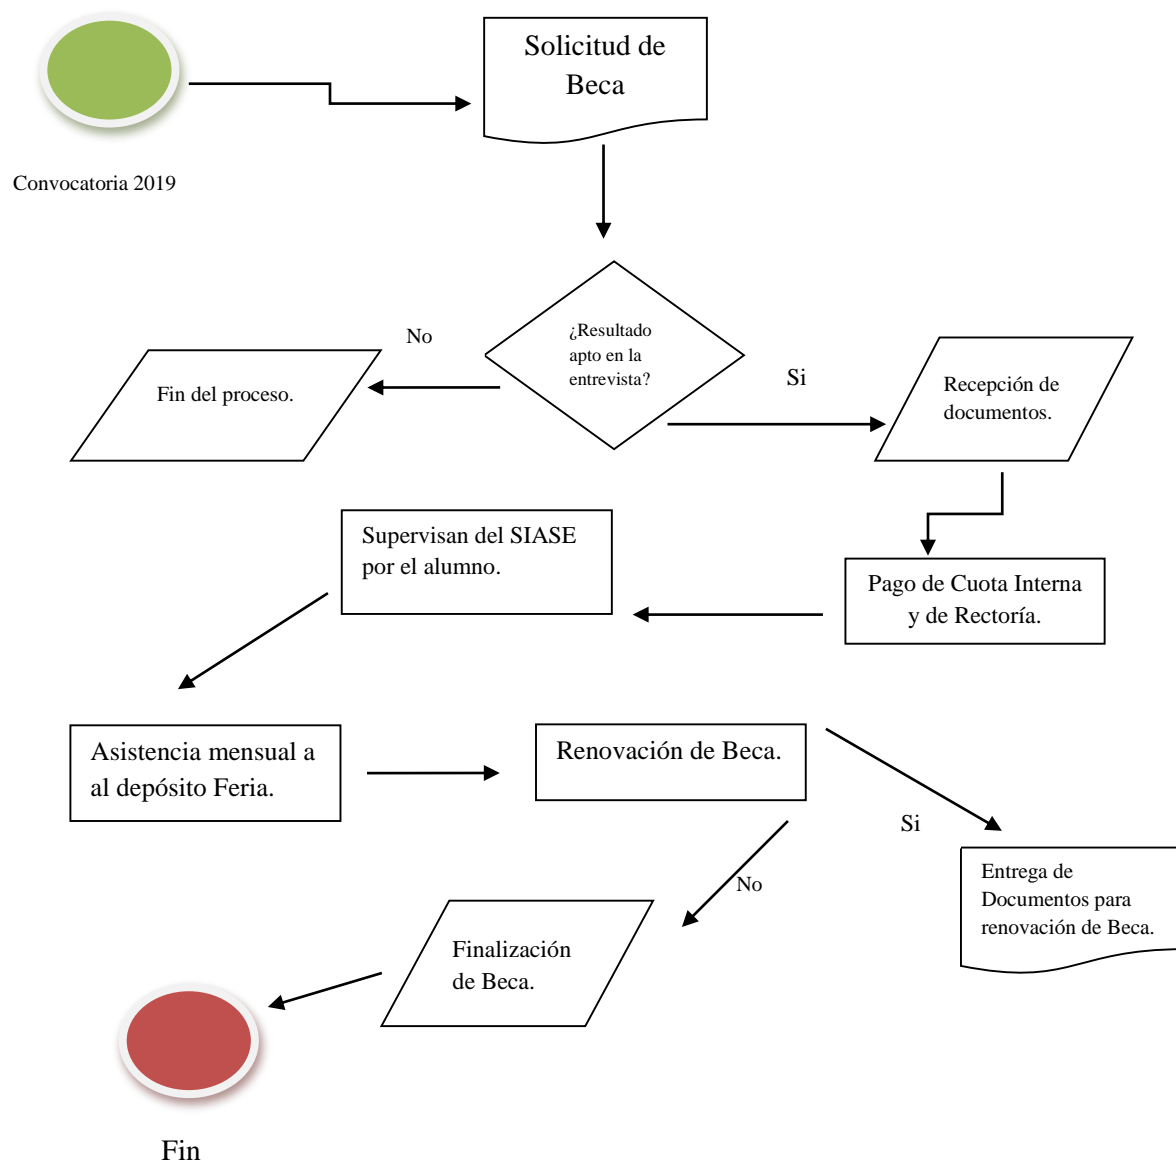 Solicitud de
Beca
Convocatoria 2019
¿Resultado
apto en la
entrevista?
No
Fin del proceso.
Si
Recepción de
documentos.
Supervisan del SIASE
por el alumno.
Pago de Cuota Interna
y de Rectoría.
Asistencia mensual a
al depósito Feria.
Renovación de Beca.
Si
Entrega de
Documentos para
renovación de Beca.
No
Finalización
de Beca.
Fin